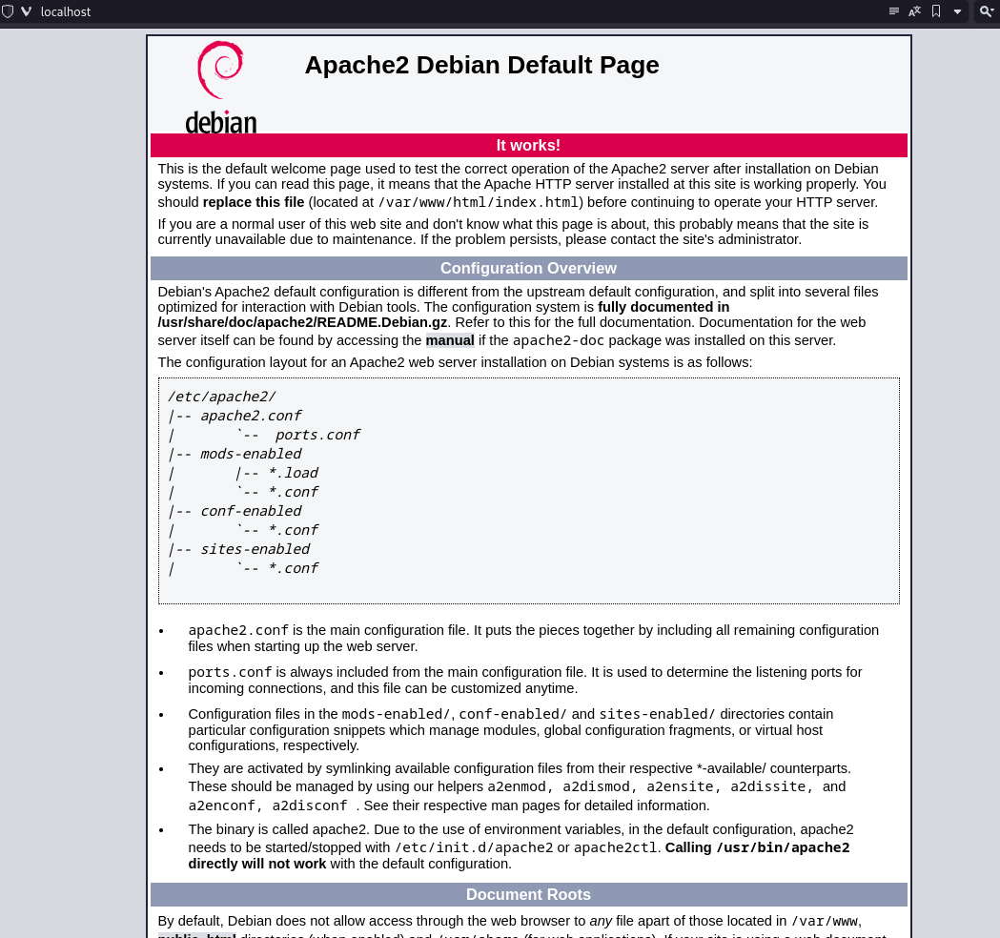 localhost
Apache2 Debian Default Page
debian
It works!
This is the default welcome page used to test the correct operation of the Apache2 server after installation on Debian
systems. If you can read this page, it means that the Apache HTTP server installed at this site is working properly. You
should replace this file (located at /var/www/html/index.html) before continuing to operate your HTTP server.
If you are a normal user of this web site and don't know what this page is about, this probably means that the site is
currently unavailable due to maintenance. If the problem persists, please contact the site's administrator.
Configuration Overview
Debian's Apache2 default configuration is different from the upstream default configuration, and split into several files
optimized for interaction with Debian tools. The configuration system is fully documented in
/usr/share/doc/apache2/README.Debian.gz. Refer to this for the full documentation. Documentation for the web
server itself can be found by accessing the manual if the apache2-doc package was installed on this server.
The configuration layout for an Apache2 web server installation on Debian systems is as follows:
/etc/apache2/
|-- apache2.conf
|       `--  ports.conf
|-- mods-enabled
|       |-- *.load
|       `-- *.conf
|-- conf-enabled
|       `-- *.conf
|-- sites-enabled
|       `-- *.conf
• apache2.conf is the main configuration file. It puts the pieces together by including all remaining configuration
files when starting up the web server.
• ports.conf is always included from the main configuration file. It is used to determine the listening ports for
incoming connections, and this file can be customized anytime.
• Configuration files in the mods-enabled/, conf-enabled/ and sites-enabled/ directories contain
particular configuration snippets which manage modules, global configuration fragments, or virtual host
configurations, respectively.
• They are activated by symlinking available configuration files from their respective *-available/ counterparts.
These should be managed by using our helpers a2enmod, a2dismod, a2ensite, a2dissite, and
a2enconf, a2disconf . See their respective man pages for detailed information.
• The binary is called apache2. Due to the use of environment variables, in the default configuration, apache2
needs to be started/stopped with /etc/init.d/apache2 or apache2ctl. Calling /usr/bin/apache2
directly will not work with the default configuration.
Document Roots
By default, Debian does not allow access through the web browser to any file apart of those located in /var/www,
public_html directories (when enabled) and /usr/share (for web applications). If your site is using a web document